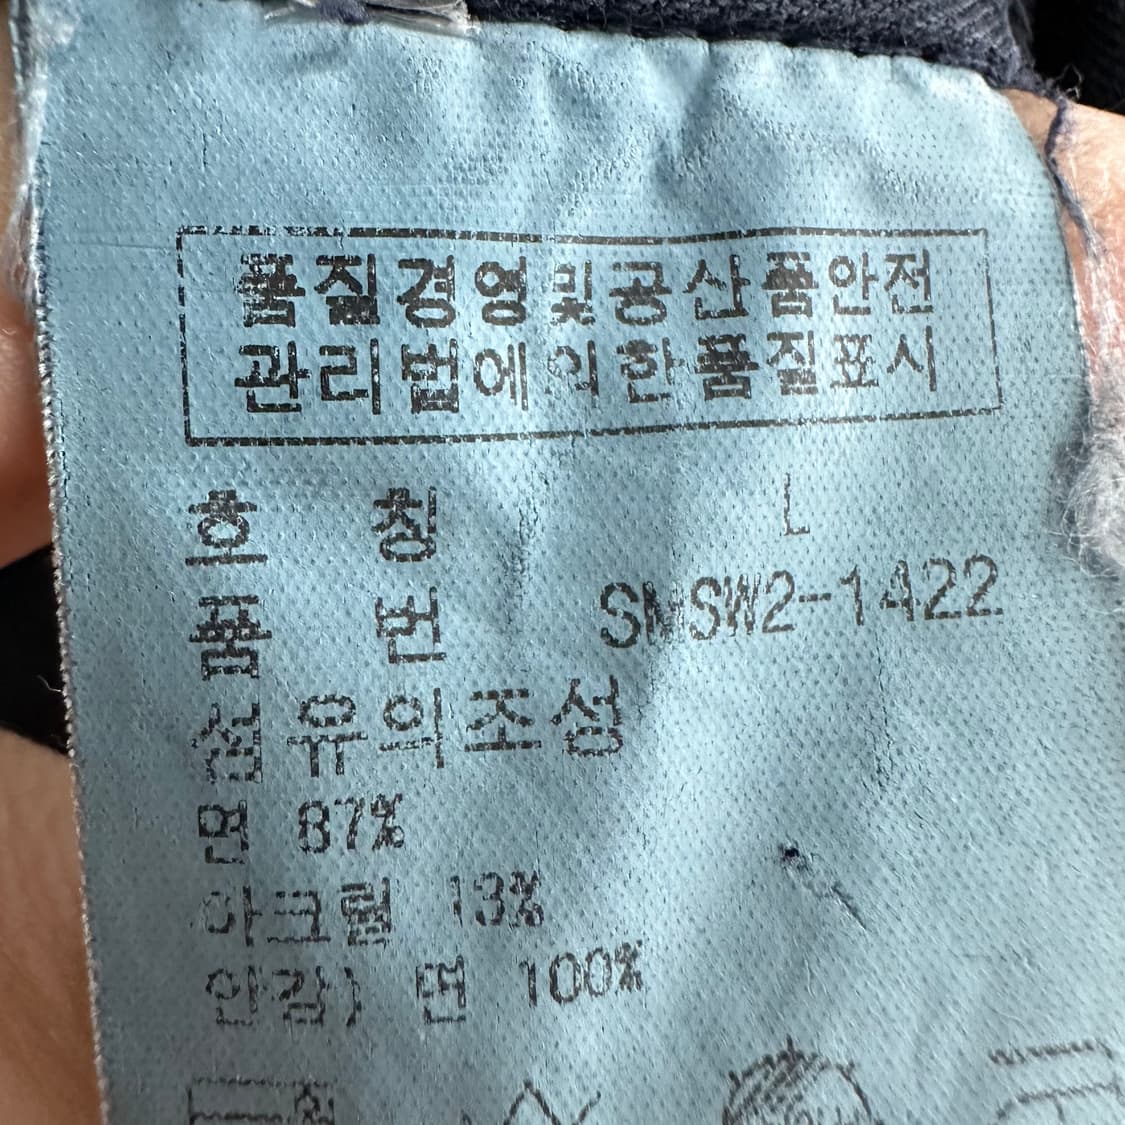 품질경영및공산품안전
관리법에의한품질표시
호 칭 L
품 번 SMSW2-1422
섬유의조성
면 87%
아크릴 13%
안감) 면 100%